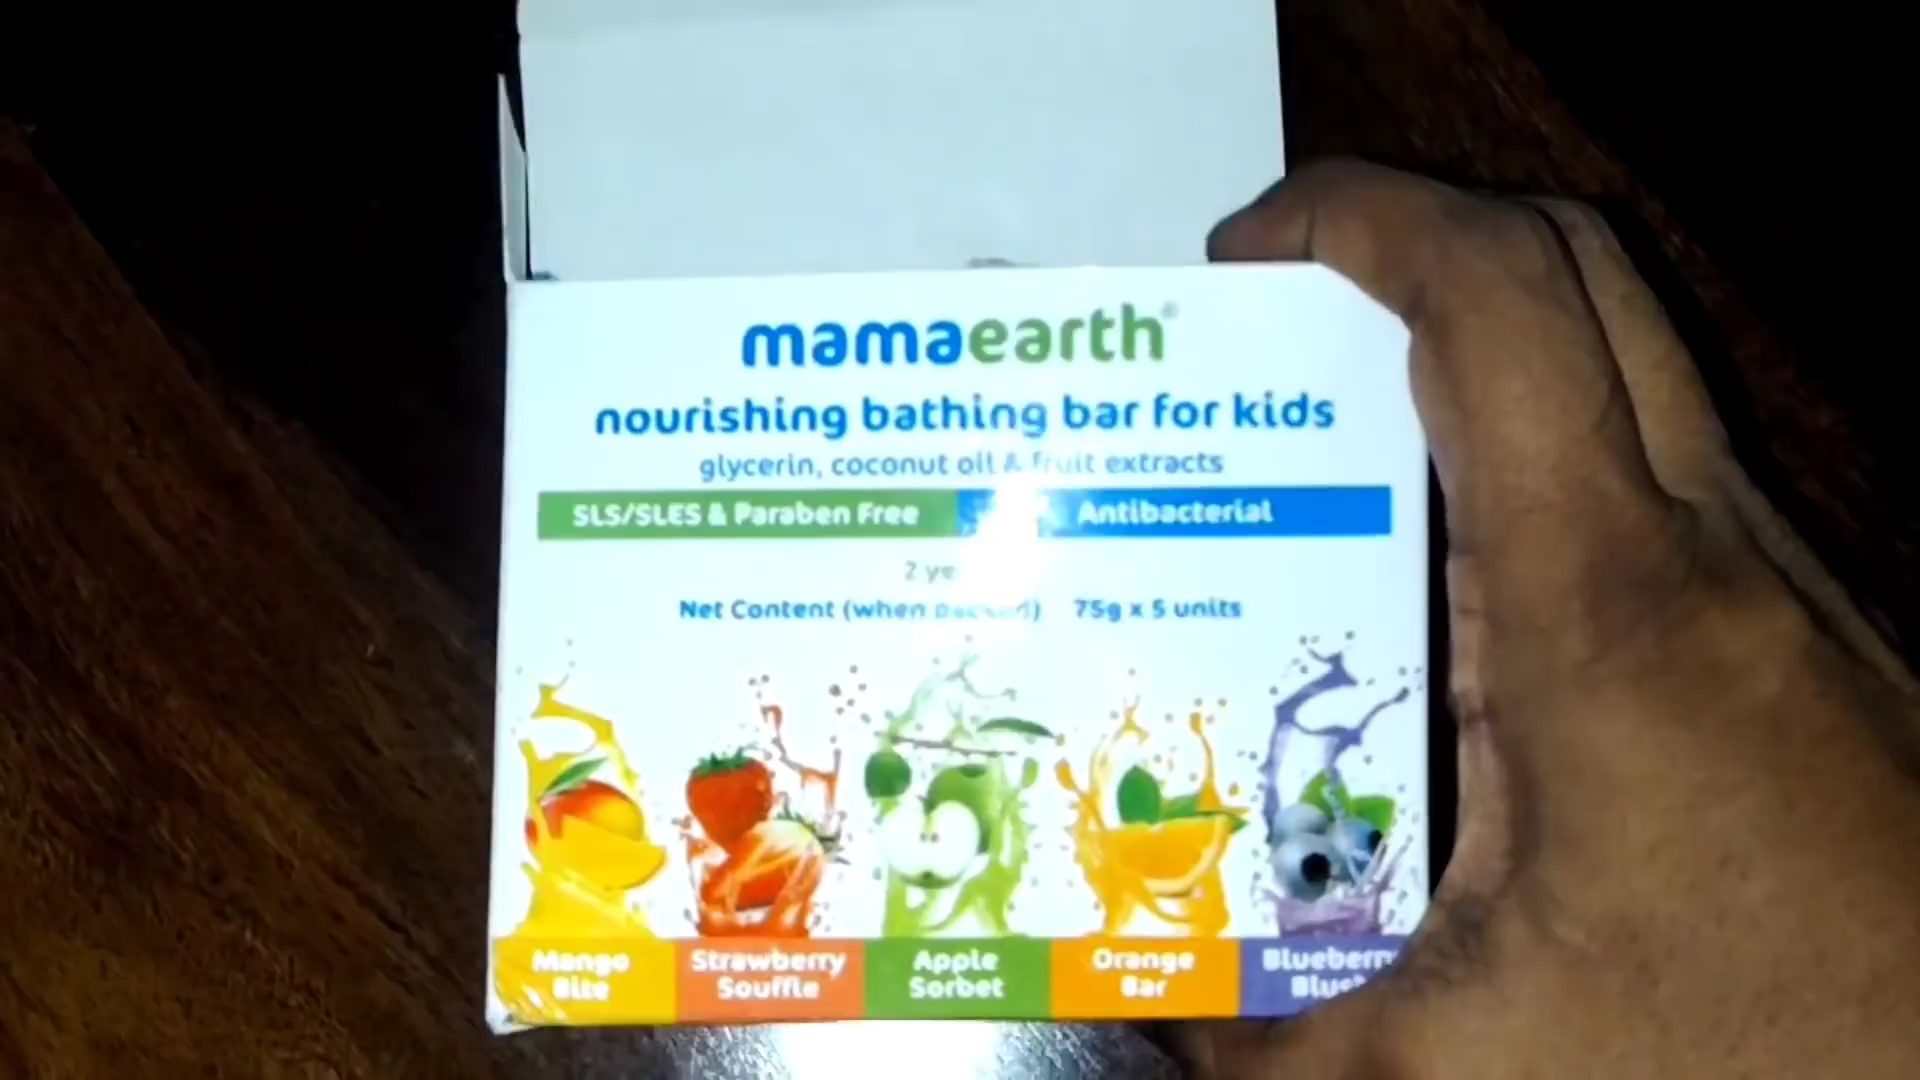 mamaearth®
nourishing bathing bar for kids
glycerin, coconut oil & fruit extracts
SLS/SLES & Paraben Free
Antibacterial
2
Net Content (when 75g x 5 units
Mango Bite
Strawberry Souffle
Apple Sorbet
Orange Bar